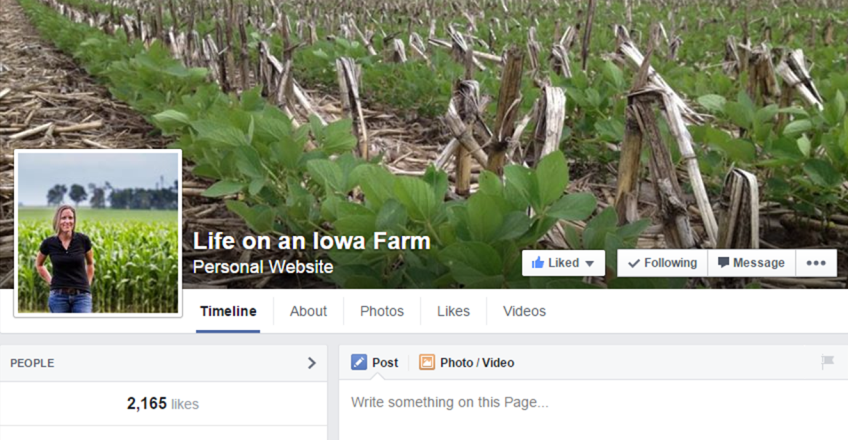 Life on an Iowa Farm
Personal Website
Liked
Following
Message
Timeline
About
Photos
Likes
Videos
PEOPLE
2,165 likes
Post
Photo / Video
Write something on this Page...